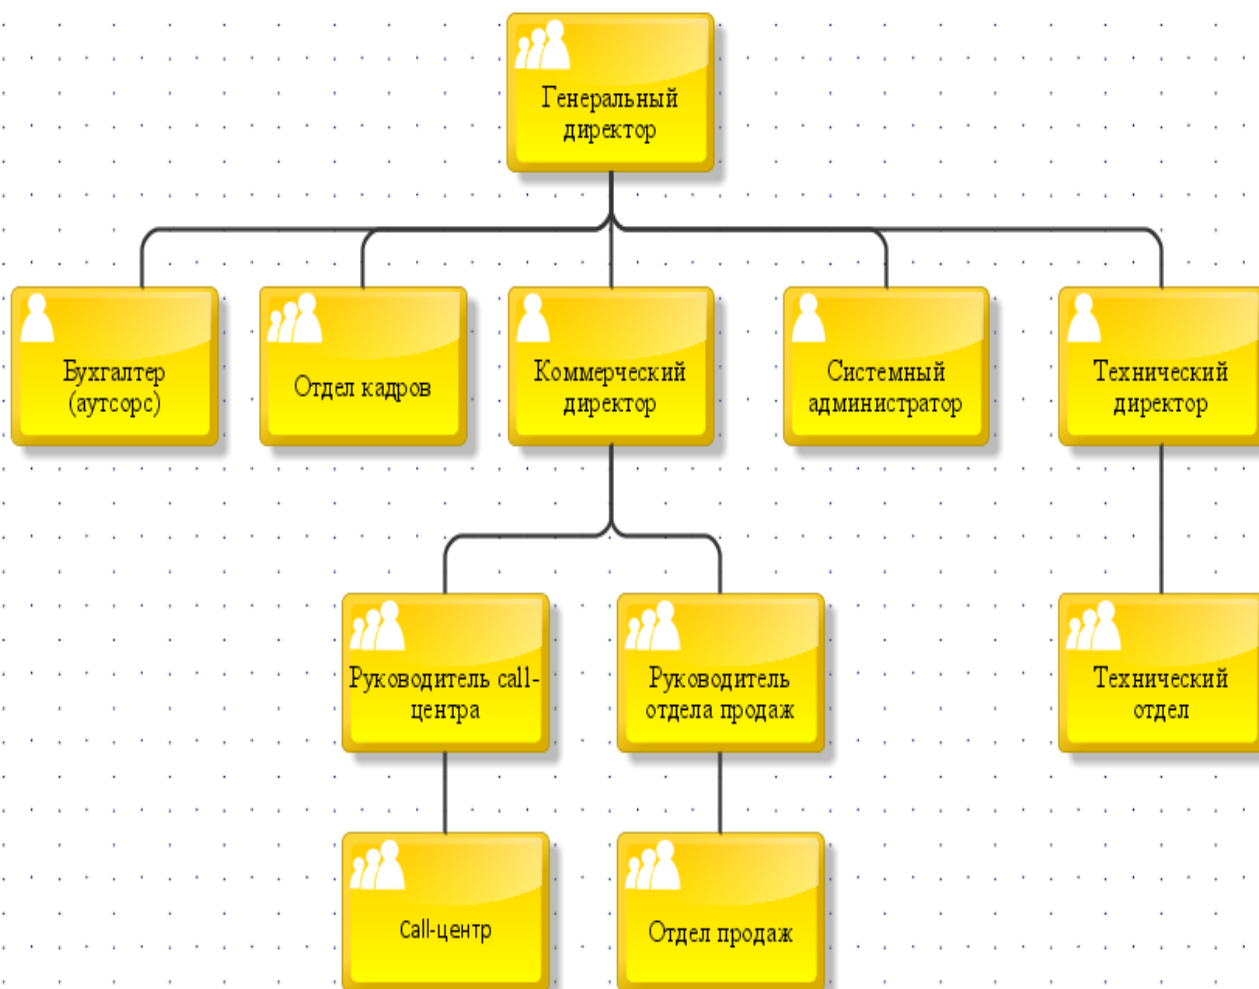 Генеральный
директор
Бухгалтер
(аутсорс)
Отдел кадров
Коммерческий
директор
Системный
администратор
Технический
директор
Руководитель call-
центра
Руководитель
отдела продаж
Технический
отдел
Call-центр
Отдел продаж